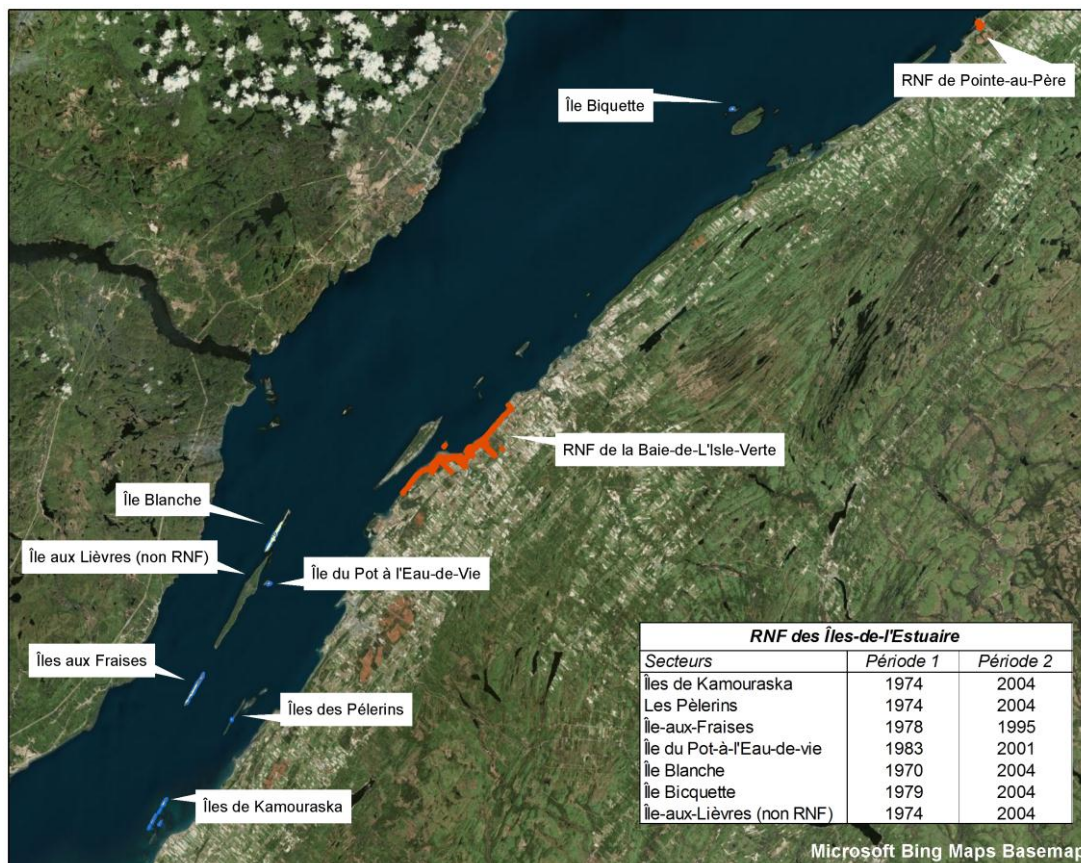 RNF de Pointe-au-Père
Île Biquette
RNF de la Baie-de-L'Isle-Verte
Île Blanche
Île aux Lièvres (non RNF)
Île du Pot à l'Eau-de-Vie
Îles aux Fraises
Îles des Pélerins
Îles de Kamouraska
RNF des Îles-de-l'Estuaire
Secteurs Période 1 Période 2
Îles de Kamouraska 1974 2004
Les Pèlerins 1974 2004
Île-aux-Fraises 1978 1995
Île du Pot-à-l'Eau-de-vie 1983 2001
Île Blanche 1970 2004
Île Bicquette 1979 2004
Île-aux-Lièvres (non RNF) 1974 2004
Microsoft Bing Maps Basemap